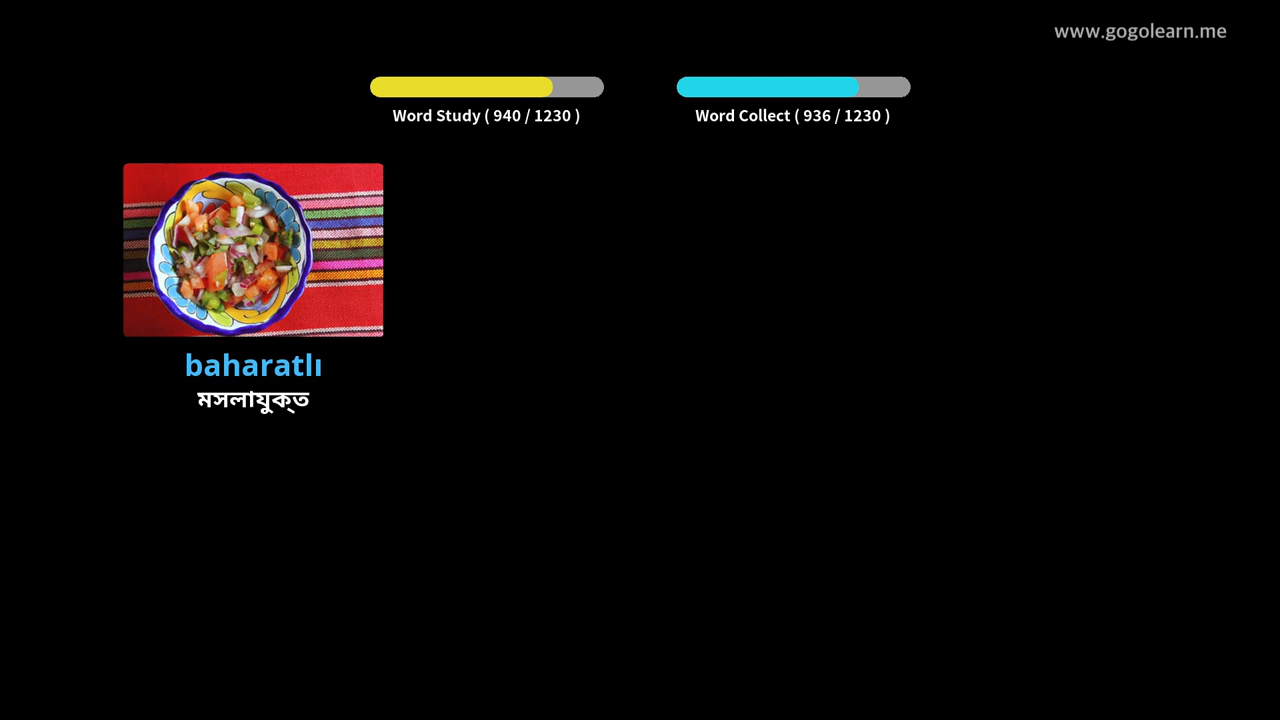 www.gogolearn.me
Word Study ( 940 / 1230 )
Word Collect ( 936 / 1230 )
baharatlı
মসলাযুক্ত